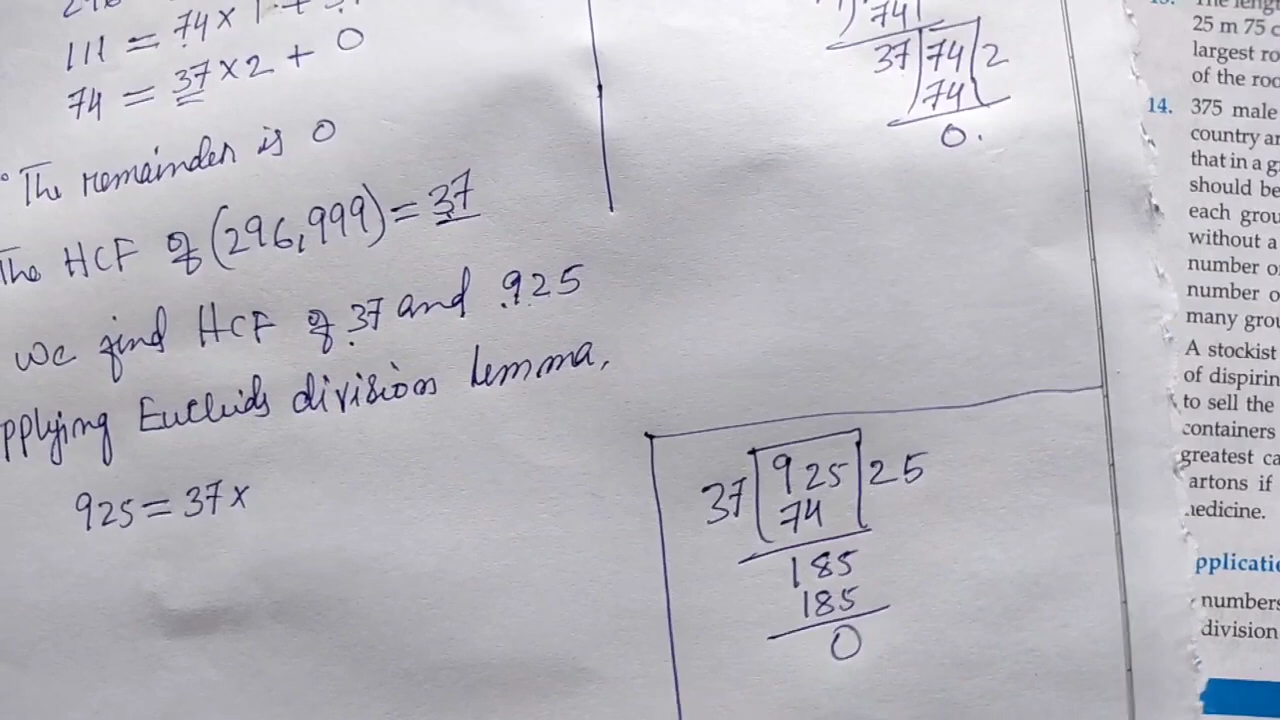 111 = 74 × 1 +
74 = 37 × 2 + 0
The remainder is 0
The HCF of (296,999) = 37
we find HCF of 37 and 925
pplying Euclids division lemma,
925 = 37 ×
74
37 74 2
74
0.
37 925 25
74
185
185
0
25 m 75 c
largest ro
of the roo
14. 375 male
country an
that in a g
should be
each grou
without a
number o
number o
many grou
A stockist
of dispirin
to sell the
containers
greatest ca
artons if
edicine.
pplicatio
numbers
division